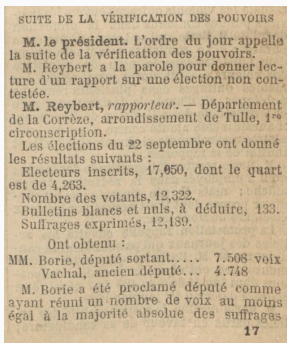 SUITE DE LA VÉRIFICATION DES POUVOIRS
M. le président. L'ordre du jour appelle
la suite de la vérification des pouvoirs.
M. Reybert a la parole pour donner lec-
ture d'un rapport sur une élection non con-
testée.
M. Reybert, rapporteur. — Département
de la Corrèze, arrondissement de Tulle, 1re
circonscription.
Les élections du 22 septembre ont donné
les résultats suivants :
Electeurs inscrits, 17,050, dont le quart
est de 4,263.
Nombre des votants, 12,322.
Bulletins blancs et nuls, à déduire, 133.
Suffrages exprimés, 12,189.
Ont obtenu :
MM. Borie, député sortant..... 7.508 voix
Vachal, ancien député... 4.748
M. Borie a été proclamé député comme
ayant réuni un nombre de voix au moins
égal à la majorité absolue des suffrages
17